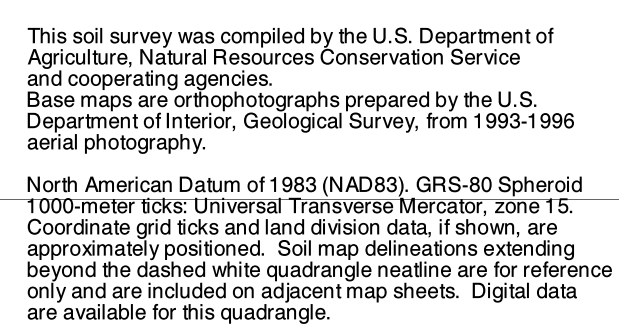 This soil survey was compiled by the U.S. Department of
Agriculture, Natural Resources Conservation Service
and cooperating agencies.
Base maps are orthophotographs prepared by the U.S.
Department of Interior, Geological Survey, from 1993-1996
aerial photography.
North American Datum of 1983 (NAD83). GRS-80 Spheroid
1000-meter ticks: Universal Transverse Mercator, zone 15.
Coordinate grid ticks and land division data, if shown, are
approximately positioned.  Soil map delineations extending
beyond the dashed white quadrangle neatline are for reference
only and are included on adjacent map sheets.  Digital data
are available for this quadrangle.